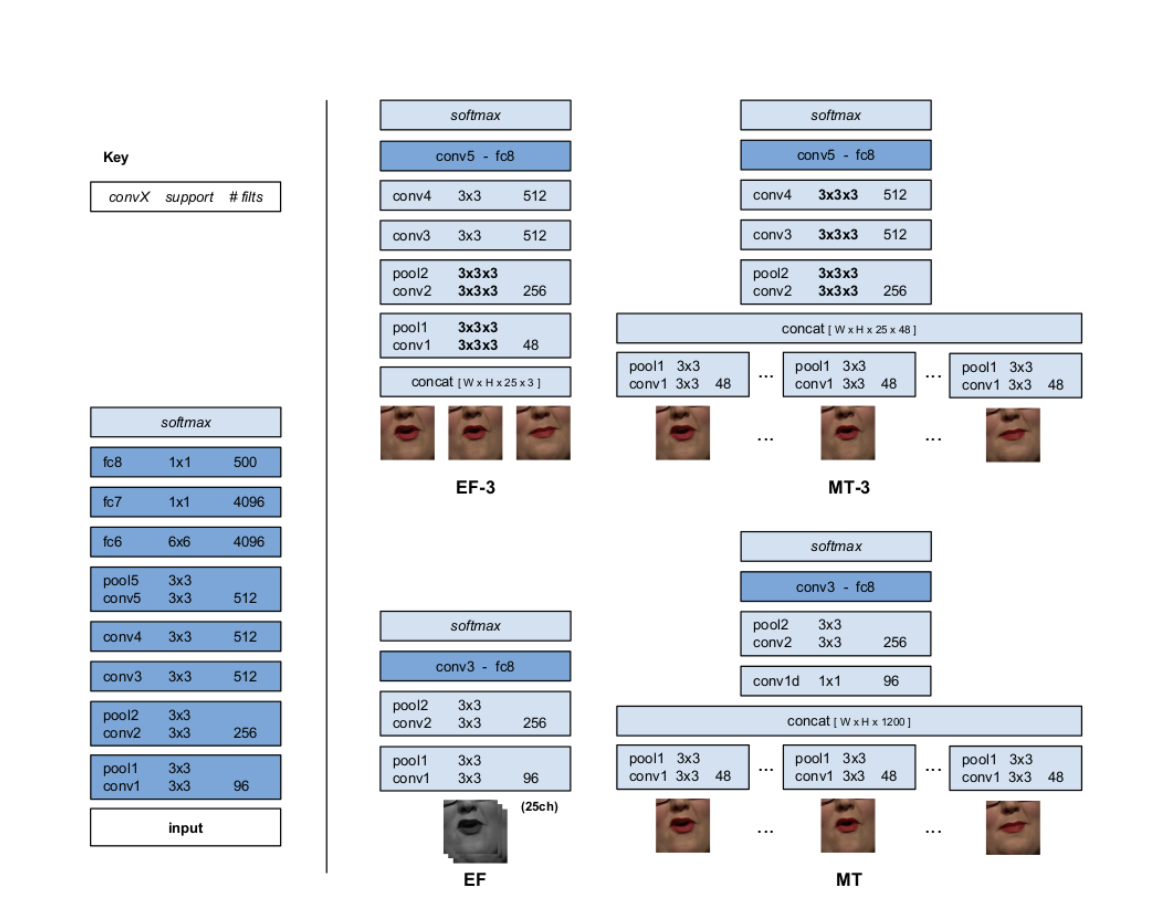 Key
convX support # filts
softmax
fc8 1x1 500
fc7 1x1 4096
fc6 6x6 4096
pool5 3x3
conv5 3x3 512
conv4 3x3 512
conv3 3x3 512
pool2 3x3
conv2 3x3 256
pool1 3x3
conv1 3x3 96
input
softmax
conv5 - fc8
conv4 3x3 512
conv3 3x3 512
pool2 3x3x3
conv2 3x3x3 256
pool1 3x3x3
conv1 3x3x3 48
concat [ W x H x 25 x 3 ]
EF-3
softmax
conv5 - fc8
conv4 3x3x3 512
conv3 3x3x3 512
pool2 3x3x3
conv2 3x3x3 256
concat [ W x H x 25 x 48 ]
pool1 3x3
conv1 3x3 48
...
pool1 3x3
conv1 3x3 48
...
pool1 3x3
conv1 3x3 48
... ...
MT-3
softmax
conv3 - fc8
pool2 3x3
conv2 3x3 256
pool1 3x3
conv1 3x3 96
(25ch)
EF
softmax
conv3 - fc8
pool2 3x3
conv2 3x3 256
conv1d 1x1 96
concat [ W x H x 1200 ]
pool1 3x3
conv1 3x3 48
...
pool1 3x3
conv1 3x3 48
...
pool1 3x3
conv1 3x3 48
... ...
MT